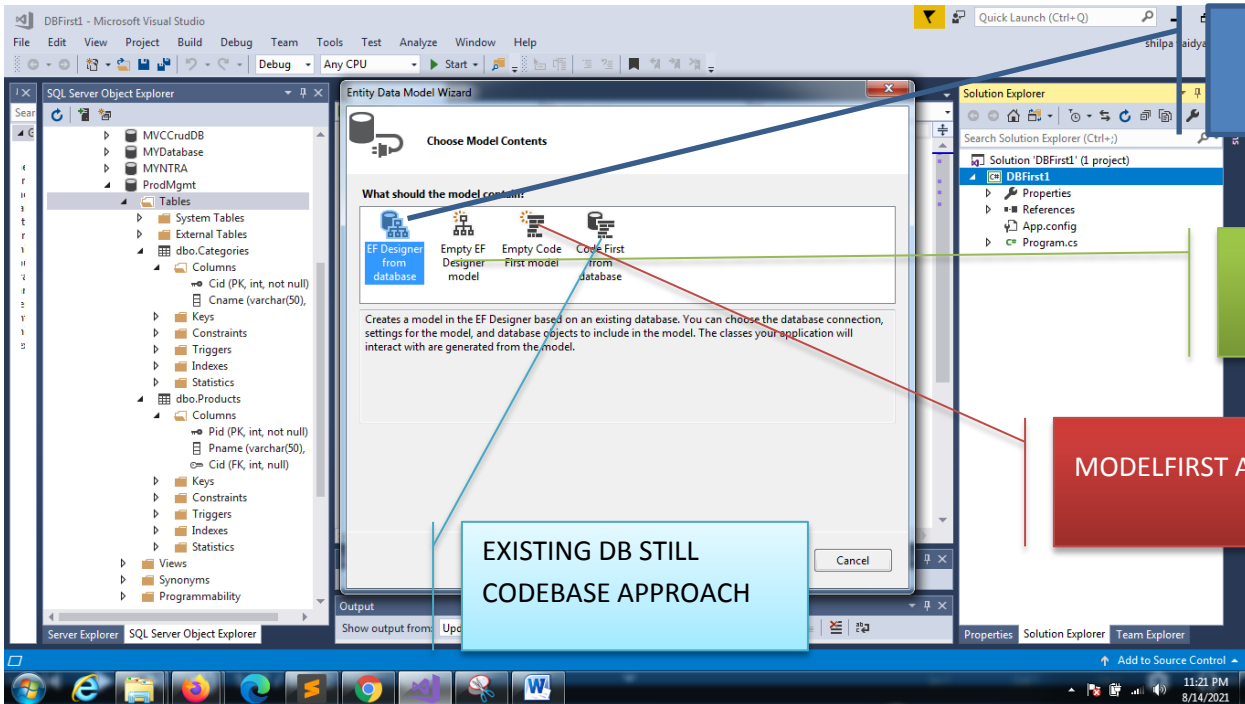 DBFirst1 - Microsoft Visual Studio
Quick Launch (Ctrl+Q)
File Edit View Project Build Debug Team Tools Test Analyze Window Help
shilpa
Debug Any CPU Start
SQL Server Object Explorer
MVCCrudDB
MYDatabase
MYNTRA
ProdMgmt
Tables
System Tables
External Tables
dbo.Categories
Columns
Cid (PK, int, not null)
Cname (varchar(50),
Keys
Constraints
Triggers
Indexes
Statistics
dbo.Products
Columns
Pid (PK, int, not null)
Pname (varchar(50),
Cid (FK, int, null)
Keys
Constraints
Triggers
Indexes
Statistics
Views
Synonyms
Programmability
Server Explorer SQL Server Object Explorer
Entity Data Model Wizard
Choose Model Contents
What should the model contain?
EF Designer
from
database
Empty EF
Designer
model
Empty Code
First model
Code First
from
database
Creates a model in the EF Designer based on an existing database. You can choose the database connection,
settings for the model, and database objects to include in the model. The classes your application will
interact with are generated from the model.
Cancel
EXISTING DB STILL
CODEBASE APPROACH
Output
Show output from:
Solution Explorer
Search Solution Explorer (Ctrl+;)
Solution 'DBFirst1' (1 project)
DBFirst1
Properties
References
App.config
Program.cs
MODELFIRST A
Properties Solution Explorer Team Explorer
Add to Source Control
11:21 PM
8/14/2021